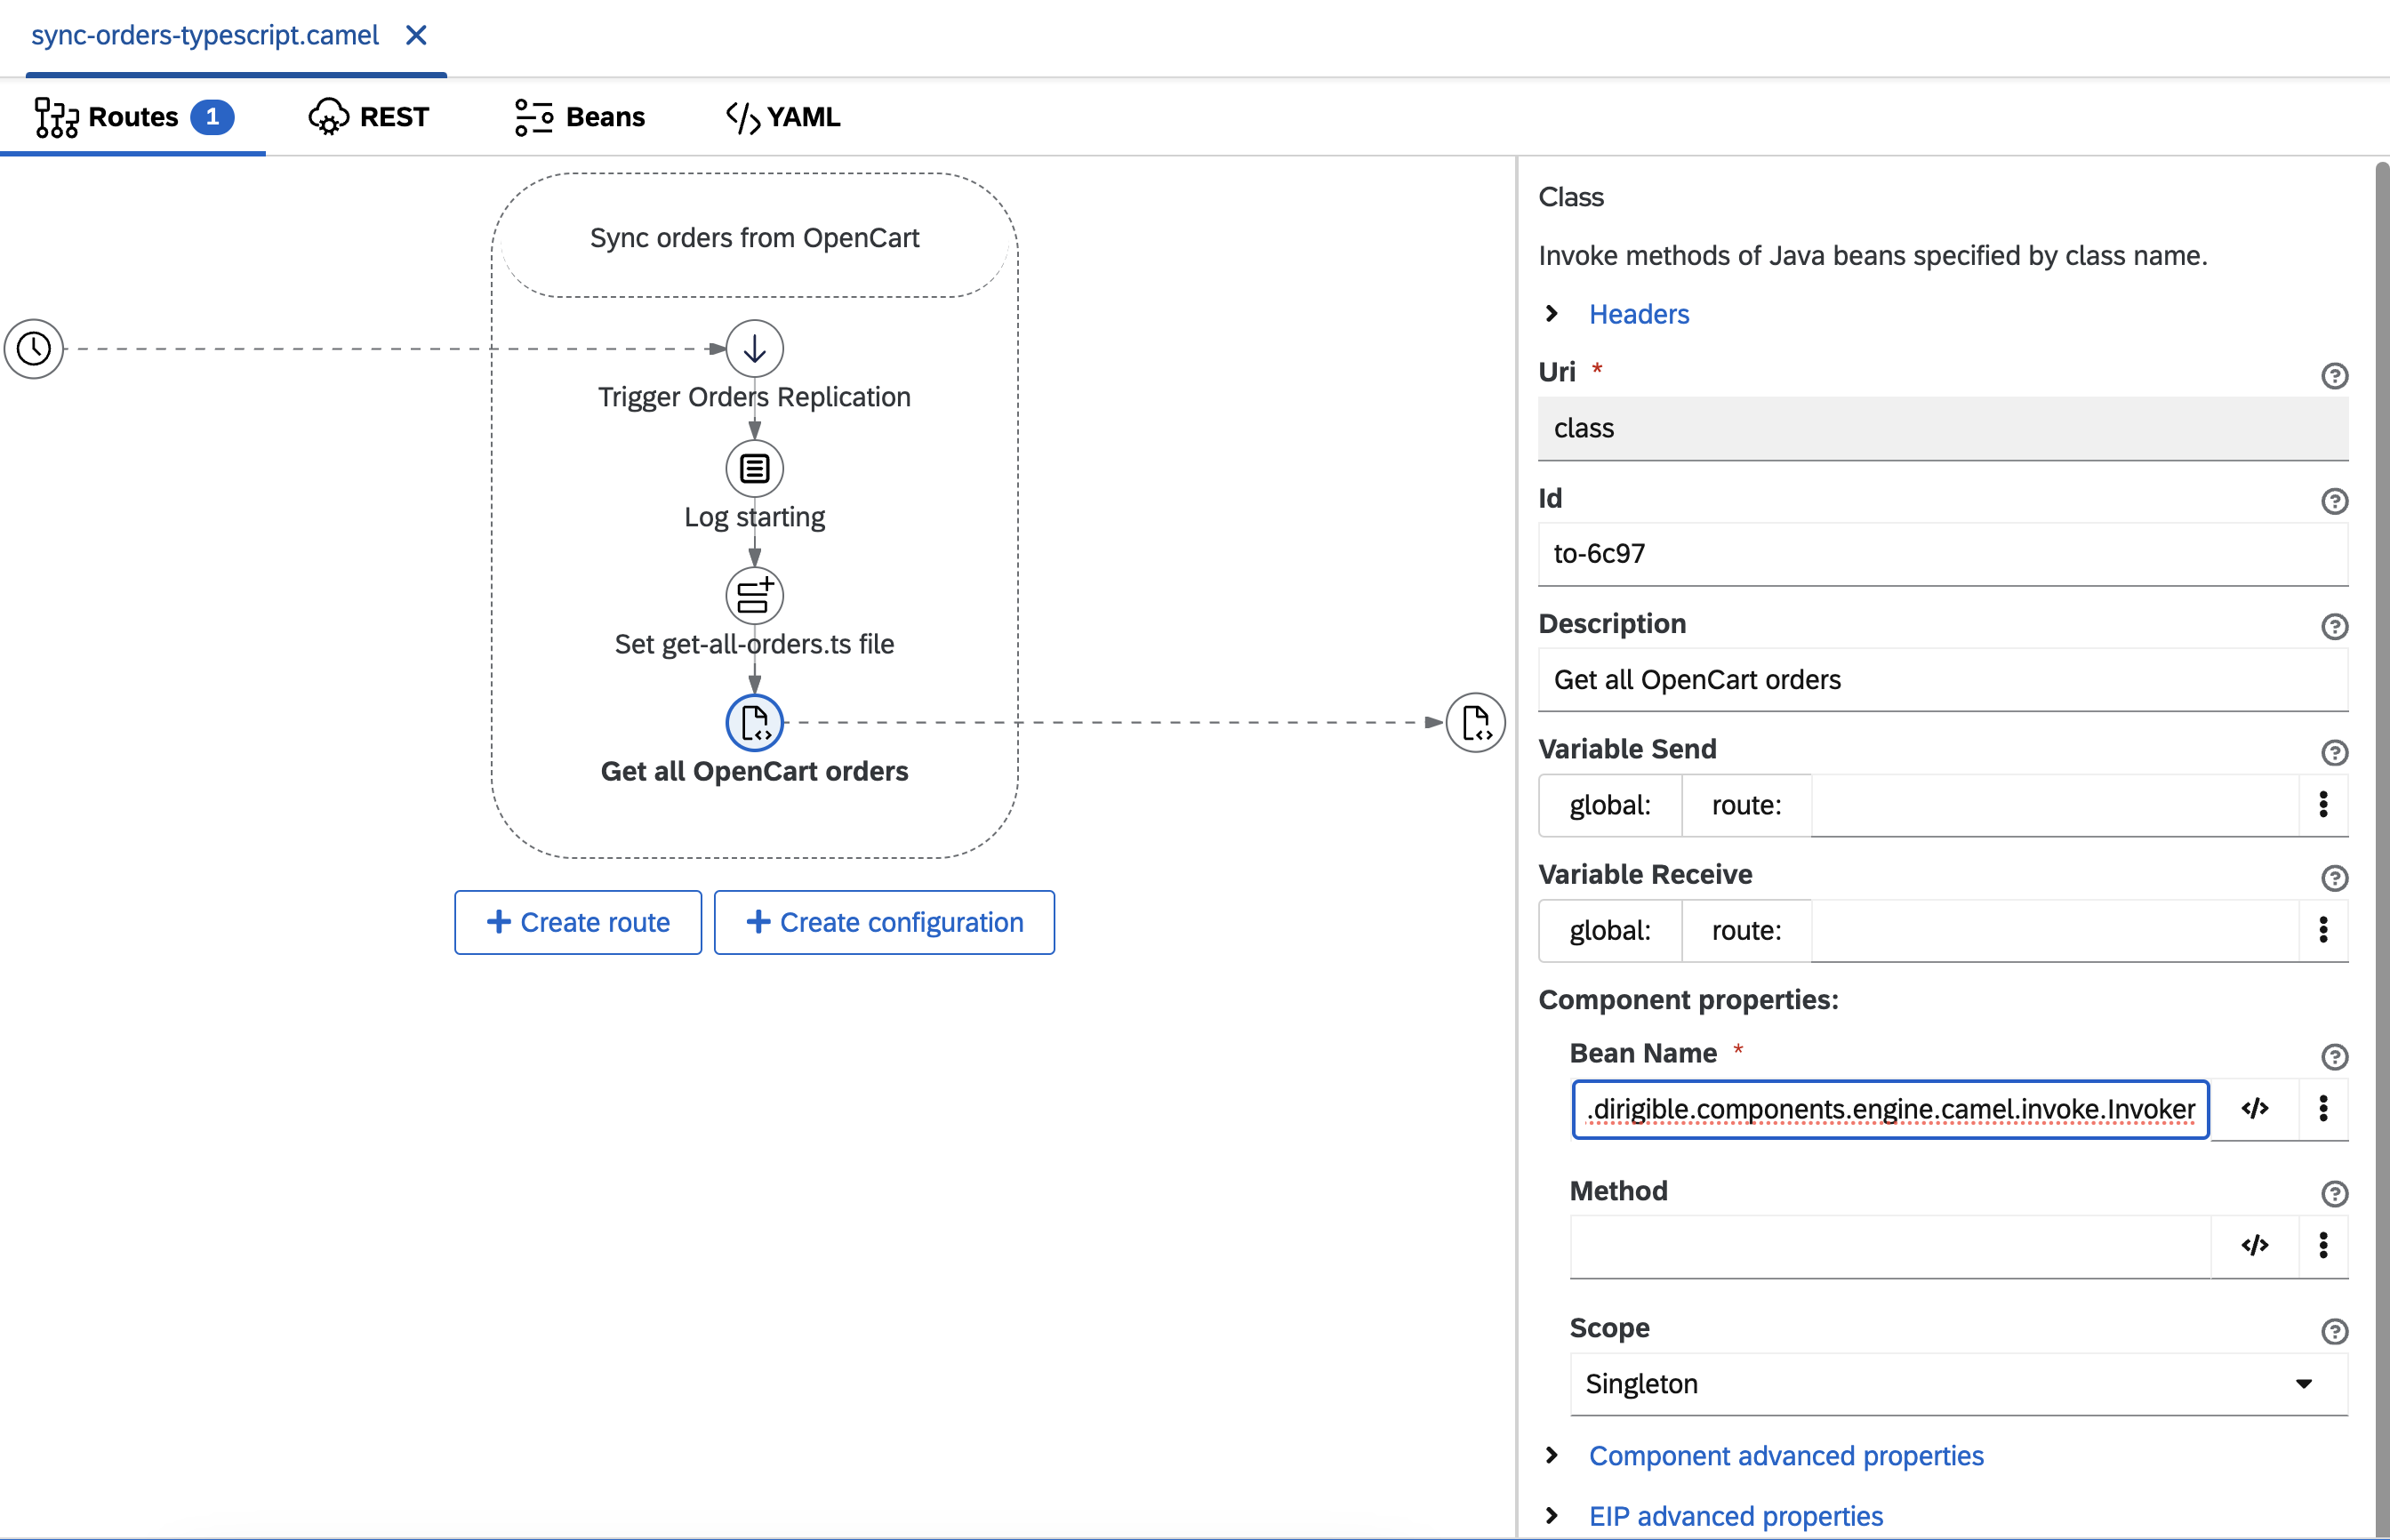 sync-orders-typescript.camel
Routes 1 REST Beans YAML
Sync orders from OpenCart
Trigger Orders Replication
Log starting
Set get-all-orders.ts file
Get all OpenCart orders
Create route Create configuration
Class
Invoke methods of Java beans specified by class name.
Headers
Uri *
class
Id
to-6c97
Description
Get all OpenCart orders
Variable Send
global: route:
Variable Receive
global: route:
Component properties:
Bean Name *
.dirigible.components.engine.camel.invoke.Invoker
Method
Scope
Singleton
Component advanced properties
EIP advanced properties